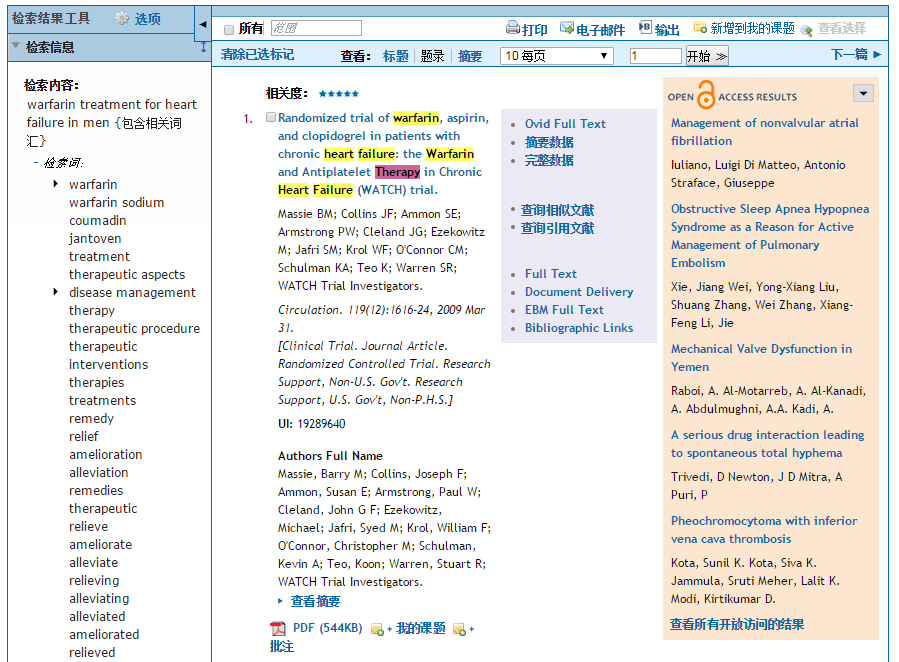 检索结果工具 选项
检索信息
检索内容:
warfarin treatment for heart
failure in men {包含相关词
汇}
- 检索词:
warfarin
warfarin sodium
coumadin
jantoven
treatment
therapeutic aspects
disease management
therapy
therapeutic procedure
therapeutic
interventions
therapies
treatments
remedy
relief
amelioration
alleviation
remedies
therapeutic
relieve
ameliorate
alleviate
relieving
alleviating
alleviated
ameliorated
relieved
所有 范围 打印 电子邮件 输出 新增到我的课题 查看选择
清除已选标记 查看: 标题 | 题录 | 摘要 10 每页 1 开始 ≫ 下一篇
相关度: ★★★★★
1. Randomized trial of warfarin, aspirin,
and clopidogrel in patients with
chronic heart failure: the Warfarin
and Antiplatelet Therapy in Chronic
Heart Failure (WATCH) trial.
Massie BM; Collins JF; Ammon SE;
Armstrong PW; Cleland JG; Ezekowitz
M; Jafri SM; Krol WF; O'Connor CM;
Schulman KA; Teo K; Warren SR;
WATCH Trial Investigators.
Circulation. 119(12):1616-24, 2009 Mar
31.
[Clinical Trial. Journal Article.
Randomized Controlled Trial. Research
Support, Non-U.S. Gov't. Research
Support, U.S. Gov't, Non-P.H.S.]
UI: 19289640
Authors Full Name
Massie, Barry M; Collins, Joseph F;
Ammon, Susan E; Armstrong, Paul W;
Cleland, John G F; Ezekowitz,
Michael; Jafri, Syed M; Krol, William F;
O'Connor, Christopher M; Schulman,
Kevin A; Teo, Koon; Warren, Stuart R;
WATCH Trial Investigators.
查看摘要
PDF (544KB) + 我的课题 +
批注
Ovid Full Text
摘要数据
完整数据
查询相似文献
查询引用文献
Full Text
Document Delivery
EBM Full Text
Bibliographic Links
OPEN ACCESS RESULTS
Management of nonvalvular atrial
fibrillation
Iuliano, Luigi Di Matteo, Antonio
Straface, Giuseppe
Obstructive Sleep Apnea Hypopnea
Syndrome as a Reason for Active
Management of Pulmonary
Embolism
Xie, Jiang Wei, Yong-Xiang Liu,
Shuang Zhang, Wei Zhang, Xiang-
Feng Li, Jie
Mechanical Valve Dysfunction in
Yemen
Raboi, A. Al-Motarreb, A. Al-Kanadi,
A. Abdulmughni, A.A. Kadi, A.
A serious drug interaction leading
to spontaneous total hyphema
Trivedi, D Newton, J D Mitra, A
Puri, P
Pheochromocytoma with inferior
vena cava thrombosis
Kota, Sunil K. Kota, Siva K.
Jammula, Sruti Meher, Lalit K.
Modi, Kirtikumar D.
查看所有开放访问的结果